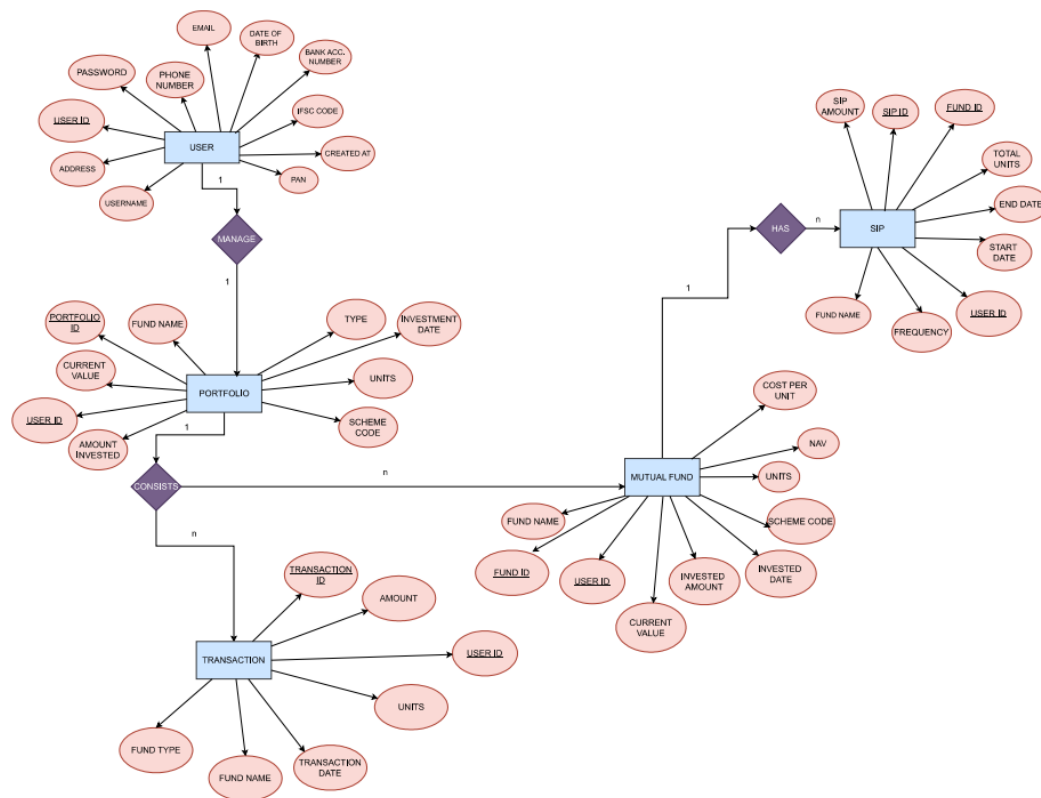 EMAIL
DATE OF
BIRTH
BANK ACC.
NUMBER
PASSWORD
PHONE
NUMBER
USER ID
IFSC CODE
USER
ADDRESS
CREATED AT
USERNAME
PAN
1
MANAGE
1
SIP
AMOUNT
SIP ID
FUND ID
TOTAL
UNITS
END DATE
HAS
n
SIP
START
DATE
1
FUND NAME
FREQUENCY
USER ID
PORTFOLIO
ID
FUND NAME
TYPE
INVESTMENT
DATE
CURRENT
VALUE
UNITS
PORTFOLIO
USER ID
AMOUNT
INVESTED
SCHEME
CODE
1
CONSISTS
n
n
COST PER
UNIT
NAV
MUTUAL FUND
UNITS
FUND NAME
SCHEME CODE
FUND ID
USER ID
INVESTED
AMOUNT
INVESTED
DATE
CURRENT
VALUE
TRANSACTION
ID
AMOUNT
TRANSACTION
USER ID
UNITS
FUND TYPE
FUND NAME
TRANSACTION
DATE